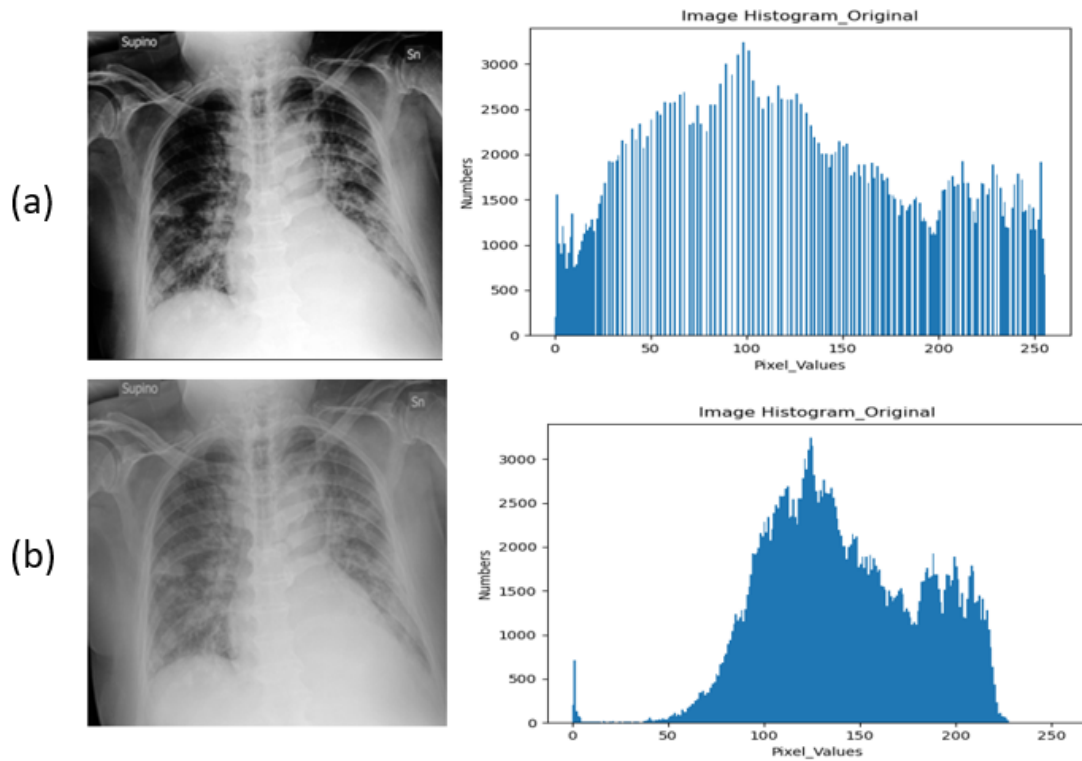 Image Histogram_Original
Supino
Sn
(a)
Numbers
3000
2500
2000
1500
1000
500
0
0 50 100 150 200 250
Pixel_Values
Supino
Sn
(b)
Image Histogram_Original
Numbers
3000
2500
2000
1500
1000
500
0
0 50 100 150 200 250
Pixel_Values